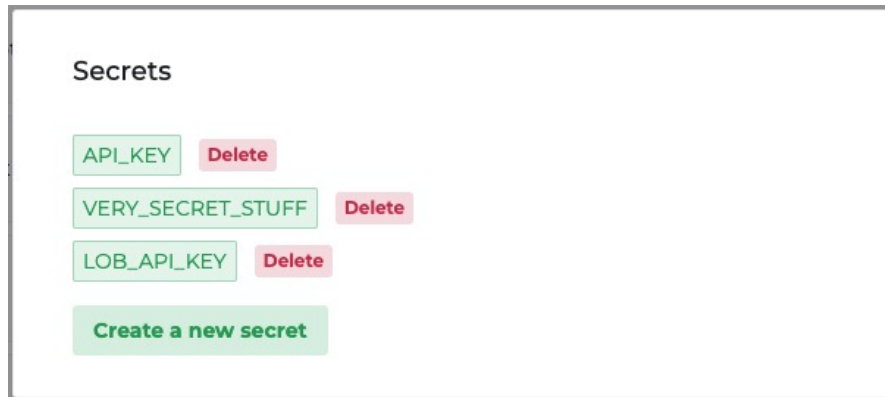 Secrets
API_KEY Delete
VERY_SECRET_STUFF Delete
LOB_API_KEY Delete
Create a new secret